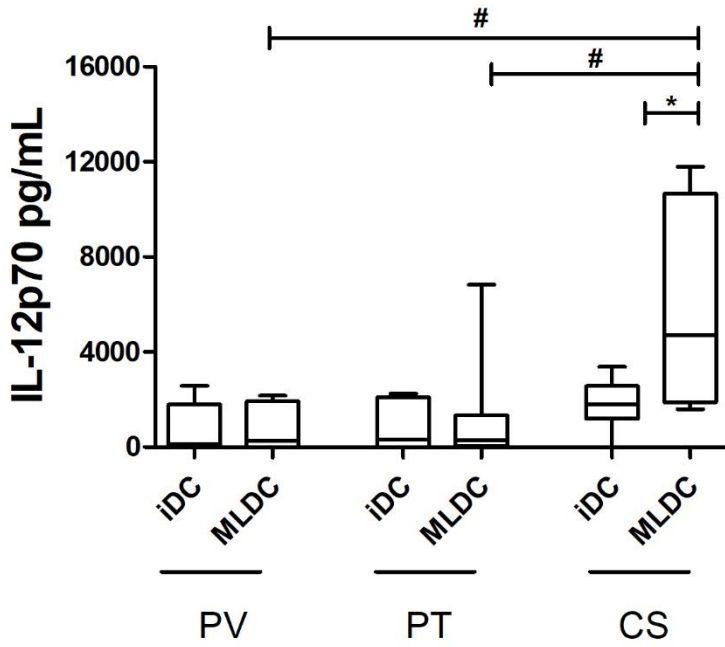 #
#
*
IL-12p70 pg/mL
16000
12000
8000
4000
0
iDC
MLDC
iDC
MLDC
iDC
MLDC
PV
PT
CS